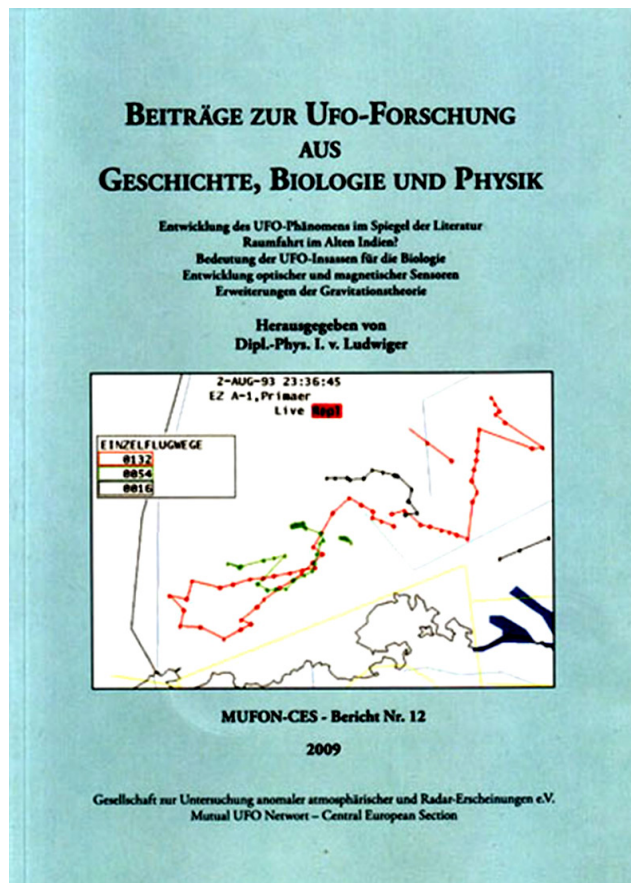 BEITRÄGE ZUR UFO-FORSCHUNG
AUS
GESCHICHTE, BIOLOGIE UND PHYSIK
Entwicklung des UFO-Phänomens im Spiegel der Literatur
Raumfahrt im Alten Indien?
Bedeutung der UFO-Insassen für die Biologie
Entwicklung optischer und magnetischer Sensoren
Erweiterungen der Gravitationstheorie
Herausgegeben von
Dipl.-Phys. I. v. Ludwiger
2-AUG-93 23:36:45
EZ A-1,Primaer
Live Repl
EINZELFLUGWEGE
0132
0054
0016
MUFON-CES - Bericht Nr. 12
2009
Gesellschaft zur Untersuchung anomaler atmosphärischer und Radar-Erscheinungen e.V.
Mutual UFO Networt – Central European Section